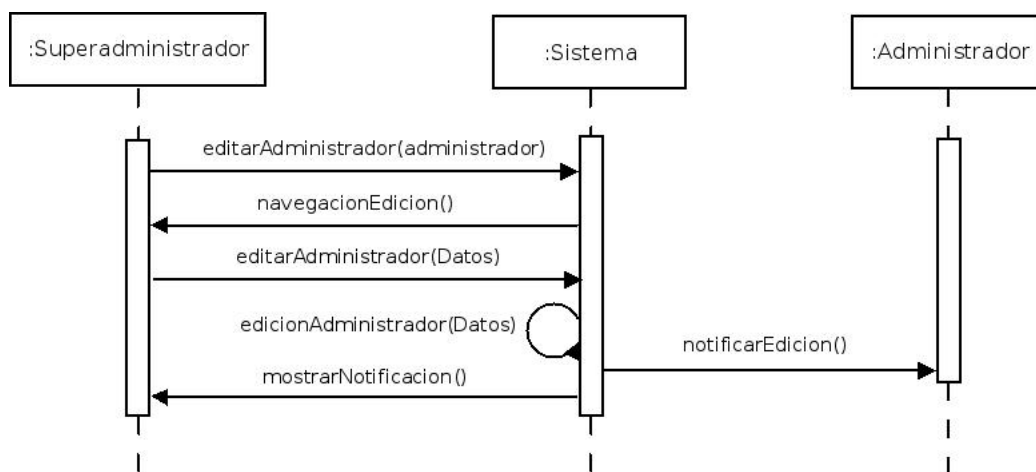 :Superadministrador
:Sistema
:Administrador
editarAdministrador(administrador)
navegacionEdicion()
editarAdministrador(Datos)
edicionAdministrador(Datos)
notificarEdicion()
mostrarNotificacion()